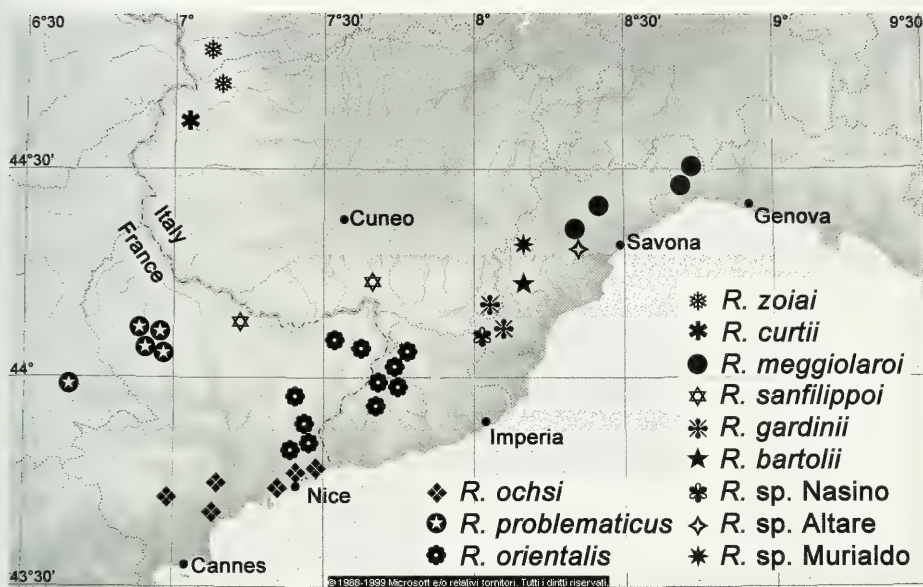 6°30' 7° 7°30' 8° 8°30' 9° 9°30'
44°30'
Italy
France
Cuneo
Genova
Savona
44°
Imperia
Nice
Cannes
43°30'
R. zoiai
R. curtii
R. meggiolaroi
R. sanfilippoi
R. gardinii
R. bartolii
R. sp. Nasino
R. sp. Altare
R. sp. Murialdo
R. ochsi
R. problematicus
R. orientalis
© 1988-1999 Microsoft e/o relativi fornitori. Tutti i diritti riservati.